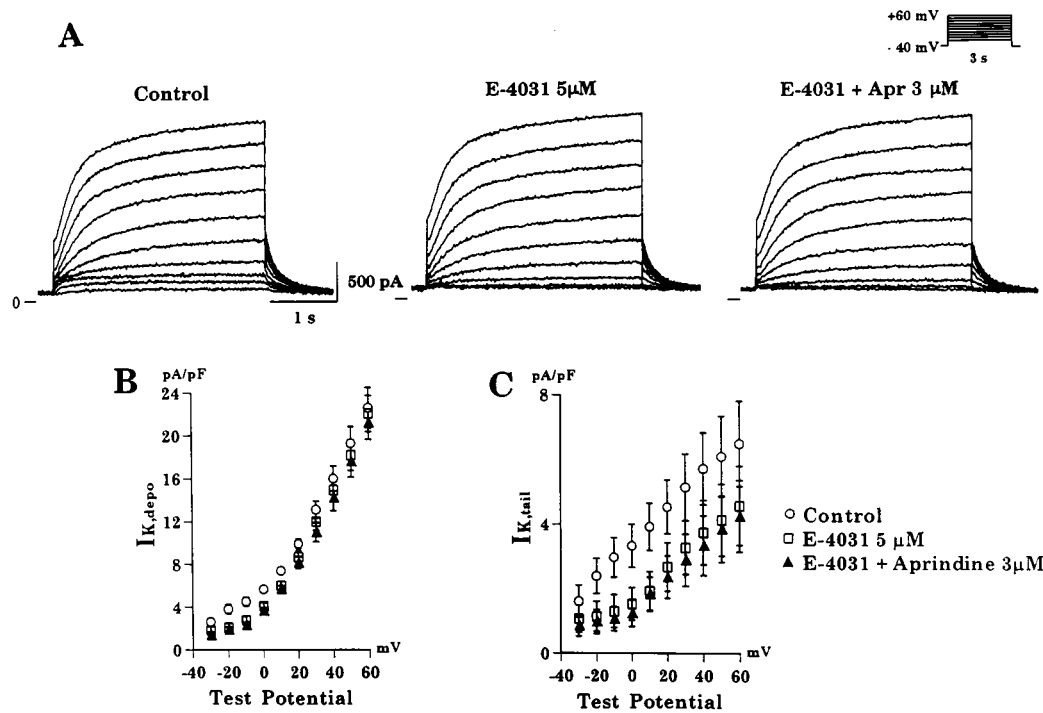 A
+60 mV
- 40 mV
3 s
Control
E-4031 5μM
E-4031 + Apr 3 μM
0
500 pA
1 s
B
pA/pF
24
20
16
12
8
4
0
I K,depo
-40 -20 0 20 40 60
mV
Test Potential
C
pA/pF
8
4
0
I K,tail
-40 -20 0 20 40 60
mV
Test Potential
Control
E-4031 5 μM
E-4031 + Aprindine 3μM